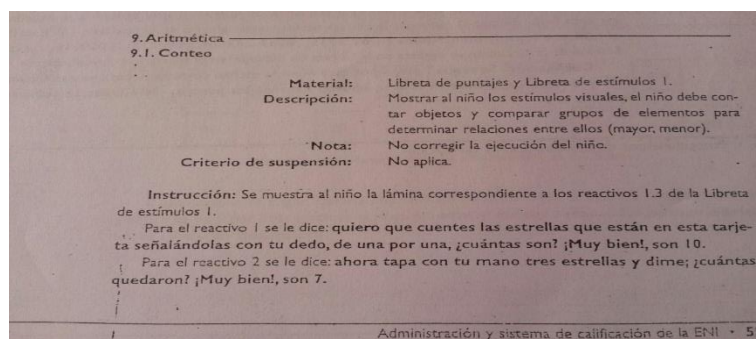 9. Aritmética
9.1. Conteo
Material: Libreta de puntajes y Libreta de estímulos 1.
Descripción: Mostrar al niño los estímulos visuales, el niño debe con-
tar objetos y comparar grupos de elementos para
determinar relaciones entre ellos (mayor, menor).
Nota: No corregir la ejecución del niño.
Criterio de suspensión: No aplica.
Instrucción: Se muestra al niño la lámina correspondiente a los reactivos 1.3 de la Libreta
de estímulos 1.
Para el reactivo 1 se le dice: quiero que cuentes las estrellas que están en esta tarje-
ta señalándolas con tu dedo, de una por una, ¿cuántas son? ¡Muy bien!, son 10.
Para el reactivo 2 se le dice: ahora tapa con tu mano tres estrellas y dime; ¿cuántas
quedaron? ¡Muy bien!, son 7.
Administración y sistema de calificación de la ENI • 5